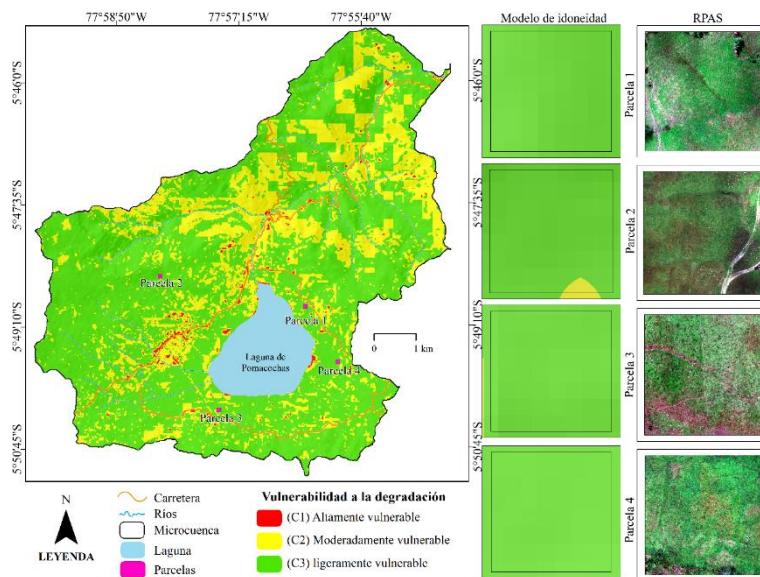 77°58'50"W
77°57'15"W
77°55'40"W
Modelo de idoneidad
RPAS
5°46'0"S
5°47'35"S
5°49'10"S
5°50'45"S
Parcela 2
Parcela 1
Laguna de
Pomacochas
Parcela 4
Parcela 3
0 1 km
5°46'0"S
5°47'35"S
5°49'10"S
5°50'45"S
Parcela 1
Parcela 2
Parcela 3
Parcela 4
N
LEYENDA
Carretera
Ríos
Microcuenca
Laguna
Parcelas
Vulnerabilidad a la degradación
(C1) Altamente vulnerable
(C2) Moderadamente vulnerable
(C3) ligeramente vulnerable